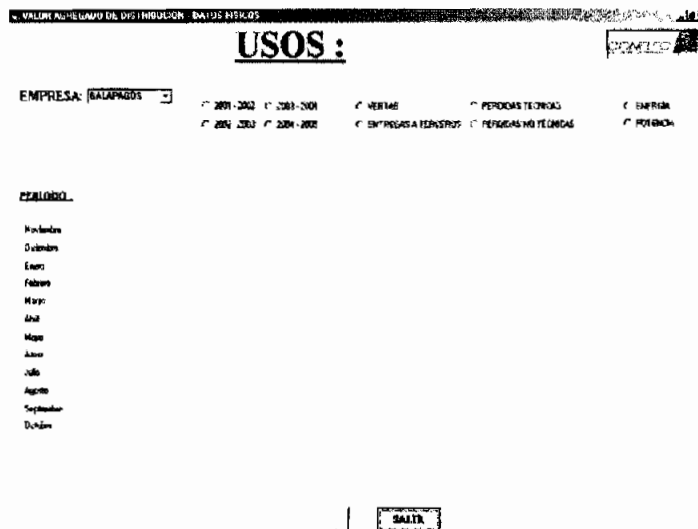 VALOR AGREGADO DE DISTRIBUCION - DATOS FISICOS
USOS :
CONELEC
EMPRESA: GALAPAGOS
2001 - 2002 2003 - 2004 VENTAS PERDIDAS TECNICAS ENERGIA
2002 - 2003 2004 - 2005 ENTREGAS A TERCEROS PERDIDAS NO TECNICAS POTENCIA
PERIODO
Noviembre
Diciembre
Enero
Febrero
Marzo
Abril
Mayo
Junio
Julio
Agosto
Septiembre
Octubre
SALIR